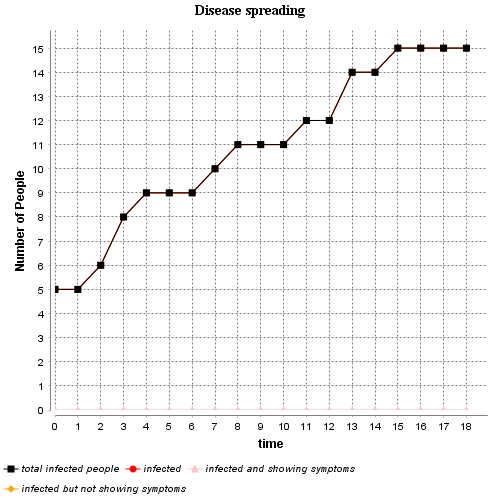 Disease spreading
15
14
13
12
11
10
9
8
7
6
5
4
3
2
1
0
Number of People
0 1 2 3 4 5 6 7 8 9 10 11 12 13 14 15 16 17 18
time
total infected people infected infected and showing symptoms
infected but not showing symptoms